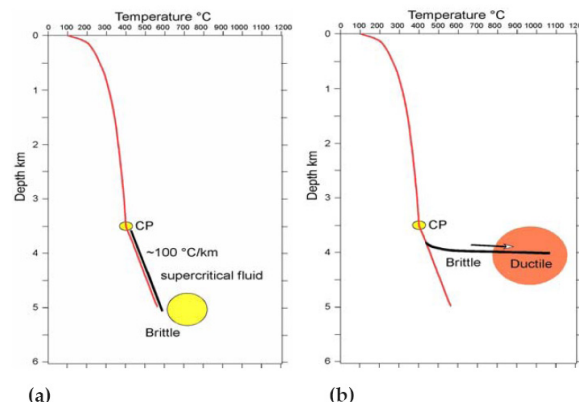 Temperature °C
0 100 200 300 400 500 600 700 800 900 1000 1200
0
1
2
3
4
5
6
Depth km
CP
~100 °C/km
supercritical fluid
Brittle
(a)
Temperature °C
0 100 200 300 400 500 600 700 800 900 1000 1200
0
1
2
3
4
5
6
Depth km
CP
Brittle
Ductile
(b)